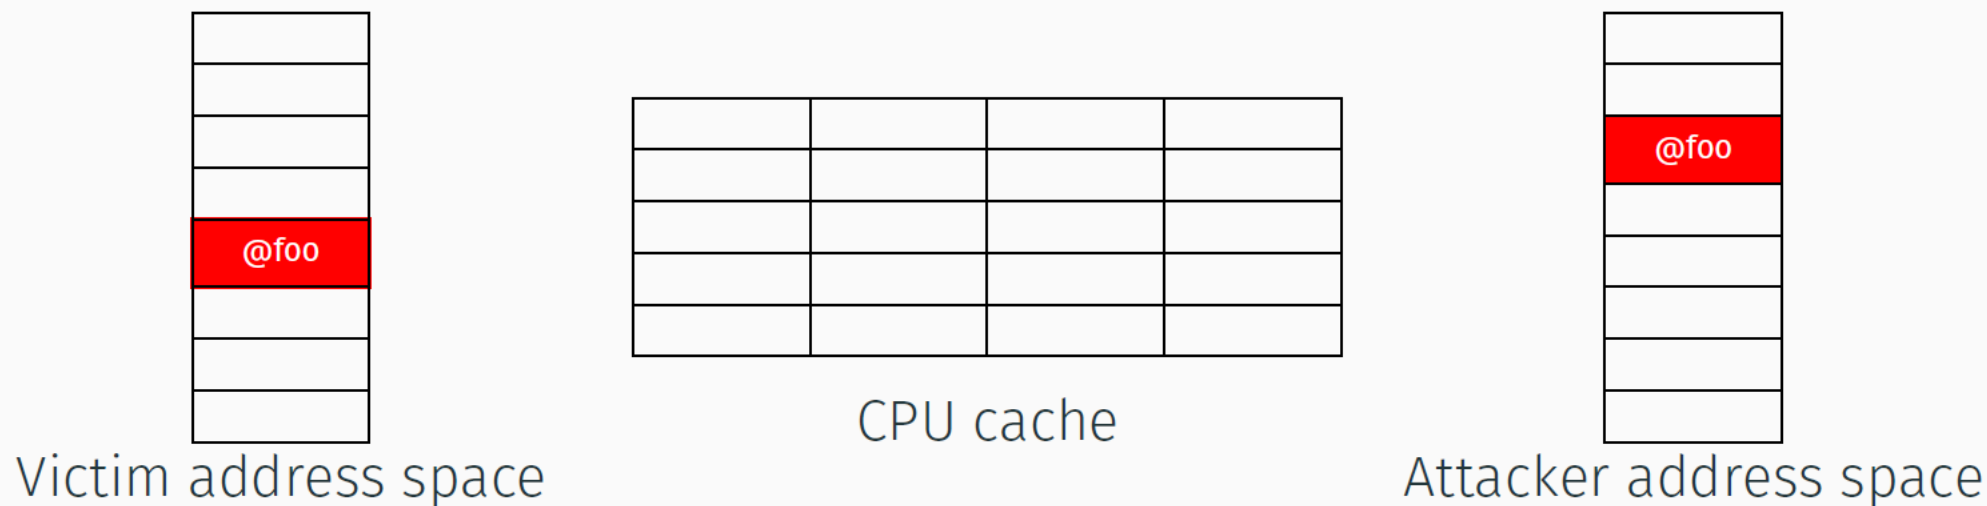 @foo
@foo
CPU cache
Victim address space
Attacker address space